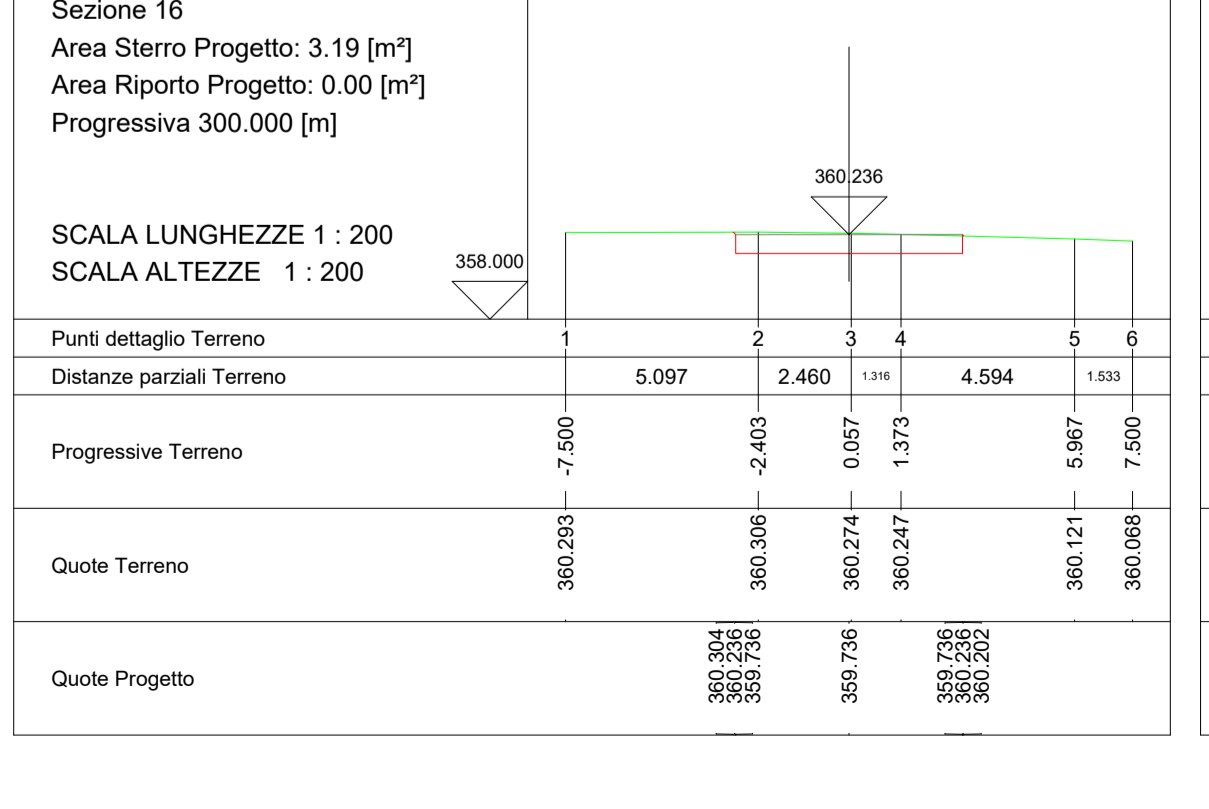 Sezione 16
Area Sterro Progetto: 3.19 [m²]
Area Riporto Progetto: 0.00 [m²]
Progressiva 300.000 [m]
360.236
SCALA LUNGHEZZE 1 : 200
SCALA ALTEZZE 1 : 200
358.000
Punti dettaglio Terreno 1 2 3 4 5 6
Distanze parziali Terreno 5.097 2.460 1.316 4.594 1.533
Progressive Terreno -7.500 -2.403 0.057 1.373 5.967 7.500
Quote Terreno 360.293 360.306 360.274 360.247 360.121 360.068
Quote Progetto 360.304 360.236 359.736 359.736 359.736 360.236 360.202